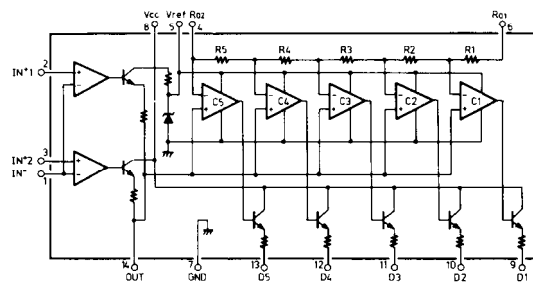 Vcc Vref Ra2 Ra1
8 5 4 6
R5 R4 R3 R2 R1
2
IN+1
C5 C4 C3 C2 C1
3
IN+2
IN-
1
14 7 13 12 11 10 9
OUT GND D5 D4 D3 D2 D1